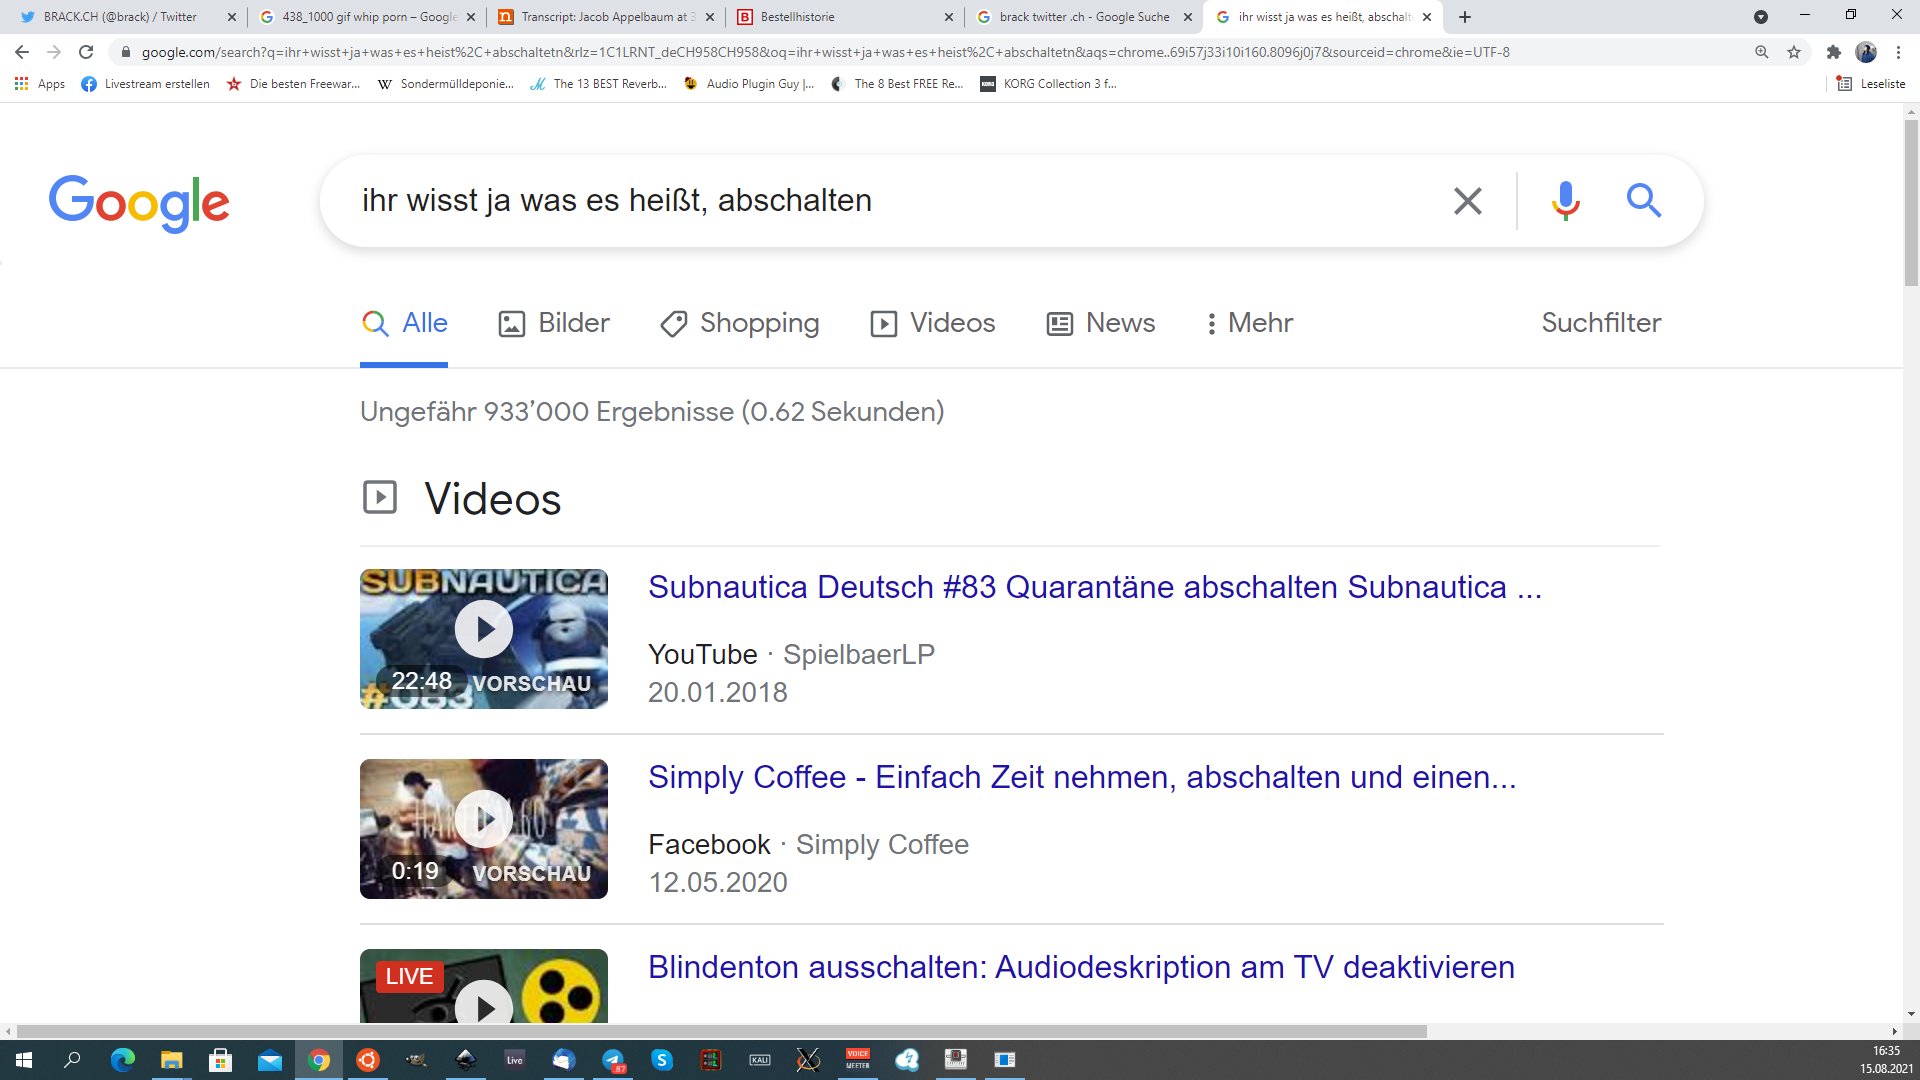 BRACK.CH (@brack) / Twitter
438_1000 gif whip porn – Google
Transcript: Jacob Appelbaum at 3
Bestellhistorie
brack twitter .ch - Google Suche
ihr wisst ja was es heißt, abschalt
google.com/search?q=ihr+wisst+ja+was+es+heist%2C+abschaltetn&rlz=1C1LRNT_deCH958CH958&oq=ihr+wisst+ja+was+es+heist%2C+abschaltetn&aqs=chrome..69i57j33i10i160.8096j0j7&sourceid=chrome&ie=UTF-8
Apps
Livestream erstellen
Die besten Freewar...
Sondermülldeponie...
The 13 BEST Reverb...
Audio Plugin Guy |...
The 8 Best FREE Re...
KORG
KORG Collection 3 f...
Leseliste
Google
ihr wisst ja was es heißt, abschalten
Alle
Bilder
Shopping
Videos
News
Mehr
Suchfilter
Ungefähr 933’000 Ergebnisse (0.62 Sekunden)
Videos
SUBNAUTICA
22:48
VORSCHAU
#083
Subnautica Deutsch #83 Quarantäne abschalten Subnautica ...
YouTube · SpielbaerLP
20.01.2018
0:19
VORSCHAU
Simply Coffee - Einfach Zeit nehmen, abschalten und einen...
Facebook · Simply Coffee
12.05.2020
LIVE
Blindenton ausschalten: Audiodeskription am TV deaktivieren
Live
87
KALI
VOICE
MEETER
16:35
15.08.2021